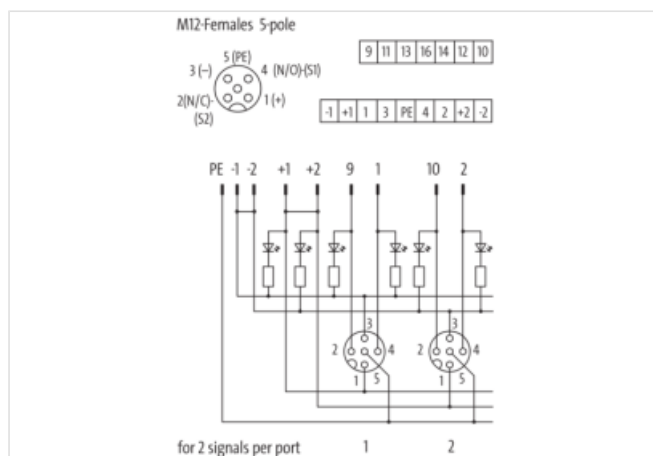 M12-Females 5-pole
5 (PE)
3 (–) 4 (N/O)-(S1)
2(N/C)- 1 (+)
(S2)
9 11 13 16 14 12 10
-1 +1 1 3 PE 4 2 +2 -2
PE -1 -2 +1 +2 9 1 10 2
3 3
2 4 2 4
1 5 1 5
for 2 signals per port 1 2